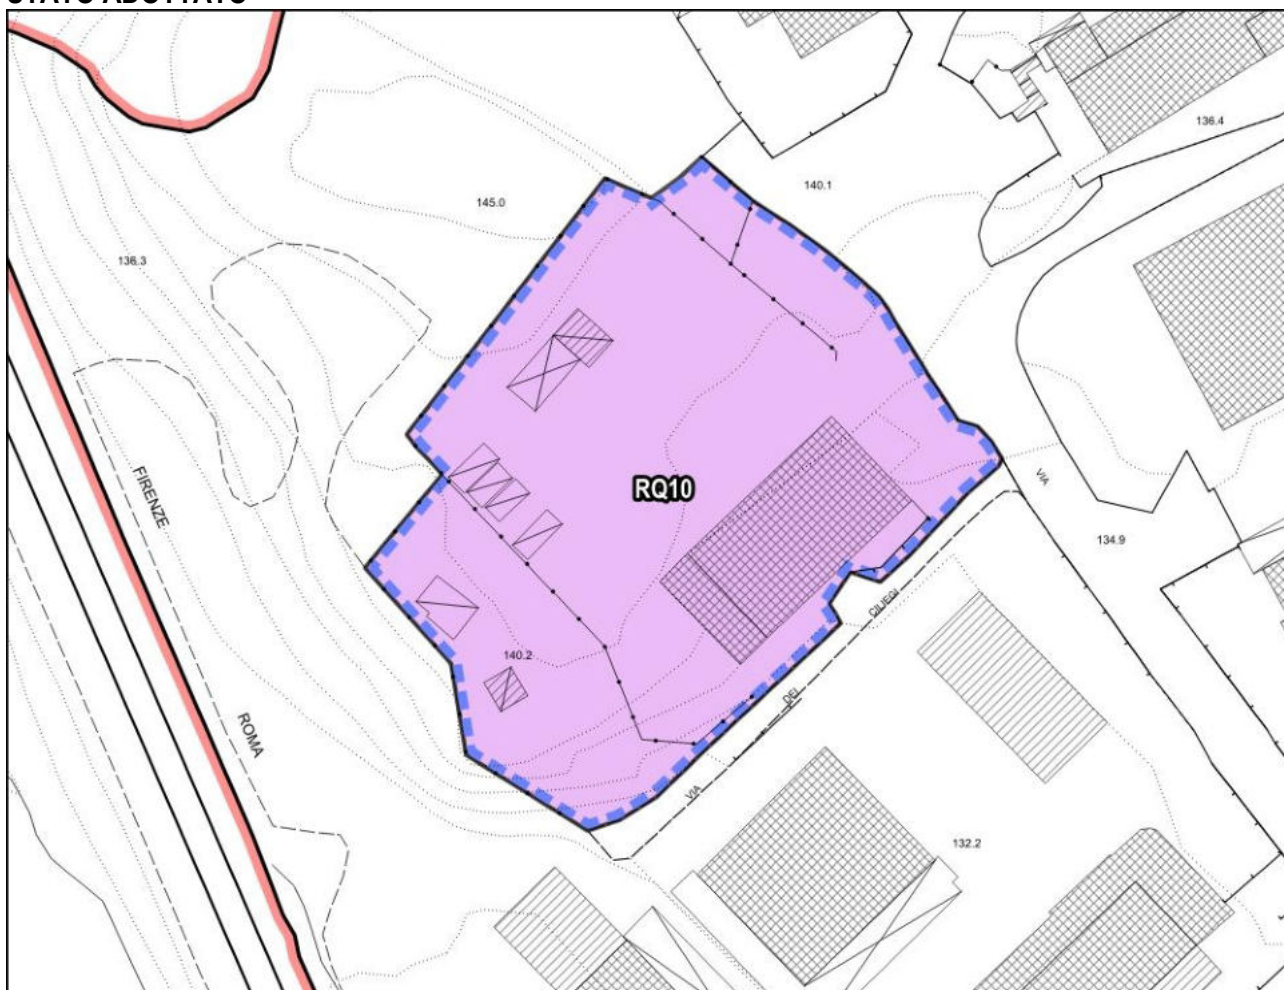 STATO ADOTTATO
136.4
140.1
145.0
136.3
VIA
RQ10
FIRENZE
134.9
CILIEGI
140.2
DEI
ROMA
VIA
132.2